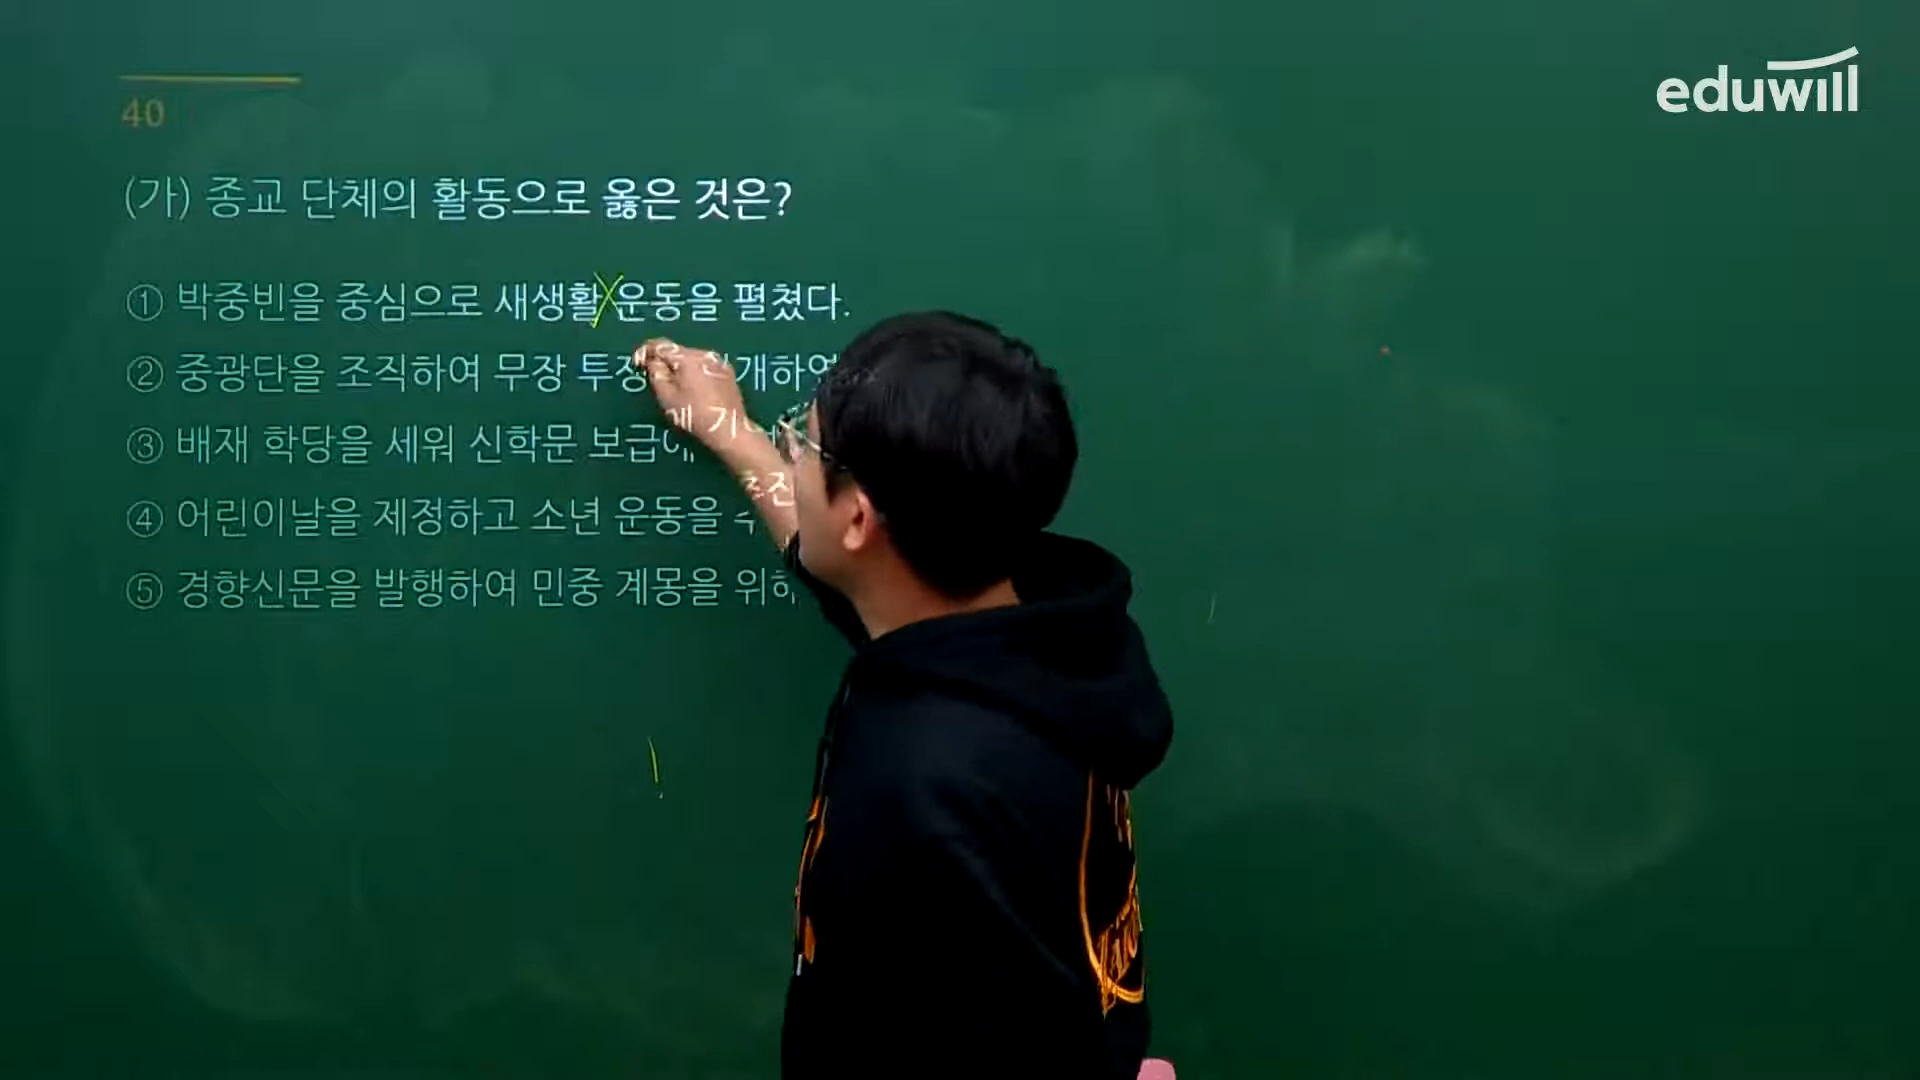 eduwill
40
(가) 종교 단체의 활동으로 옳은 것은?
① 박중빈을 중심으로 새생활 운동을 펼쳤다.
② 중광단을 조직하여 무장 투쟁
③ 배재 학당을 세워 신학문 보급에
④ 어린이날을 제정하고 소년 운동을
⑤ 경향신문을 발행하여 민중 계몽을